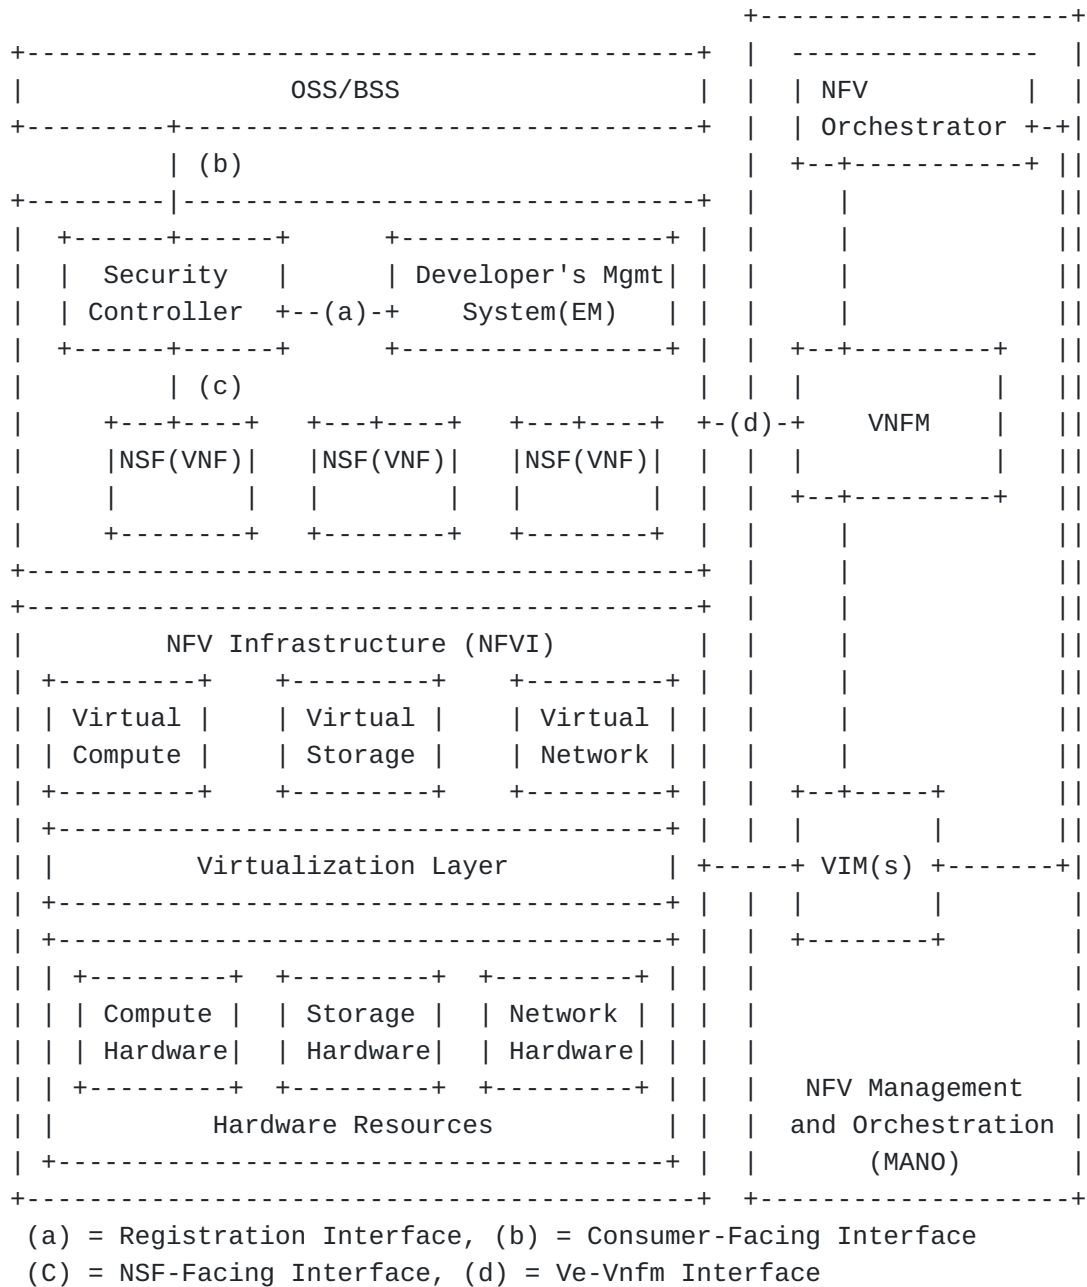 +--------------------+
+-------------------------------------------+  |  ----------------  |
|                 OSS/BSS                   |  |  | NFV          |  |
+---------+---------------------------------+  |  | Orchestrator +-+|
          | (b)                                |  +--+-----------+ ||
+---------|---------------------------------+  |     |             ||
|  +------+------+      +-----------------+ |  |     |             ||
|  |  Security   |      | Developer's Mgmt| |  |     |             ||
|  | Controller  +--(a)-+    System(EM)   | |  |     |             ||
|  +------+------+      +-----------------+ |  |  +--+---------+   ||
|         | (c)                             |  |  |            |   ||
|     +---+----+   +---+----+   +---+----+  +-(d)-+    VNFM    |   ||
|     |NSF(VNF)|   |NSF(VNF)|   |NSF(VNF)|  |  |  |            |   ||
|     |        |   |        |   |        |  |  |  +--+---------+   ||
|     +--------+   +--------+   +--------+  |  |     |             ||
+-------------------------------------------+  |     |             ||
+-------------------------------------------+  |     |             ||
|         NFV Infrastructure (NFVI)         |  |     |             ||
| +---------+    +---------+    +---------+ |  |     |             ||
| | Virtual |    | Virtual |    | Virtual | |  |     |             ||
| | Compute |    | Storage |    | Network | |  |     |             ||
| +---------+    +---------+    +---------+ |  |  +--+-----+       ||
| +---------------------------------------+ |  |  |        |       ||
| |         Virtualization Layer          | +-----+ VIM(s) +-------+|
| +---------------------------------------+ |  |  |        |        |
| +---------------------------------------+ |  |  +--------+        |
| | +---------+  +---------+  +---------+ | |  |                    |
| | | Compute |  | Storage |  | Network | | |  |                    |
| | | Hardware|  | Hardware|  | Hardware| | |  |                    |
| | +---------+  +---------+  +---------+ | |  |   NFV Management   |
| |          Hardware Resources           | |  |  and Orchestration |
| +---------------------------------------+ |  |       (MANO)       |
+-------------------------------------------+  +--------------------+
 (a) = Registration Interface, (b) = Consumer-Facing Interface
 (C) = NSF-Facing Interface, (d) = Ve-Vnfm Interface